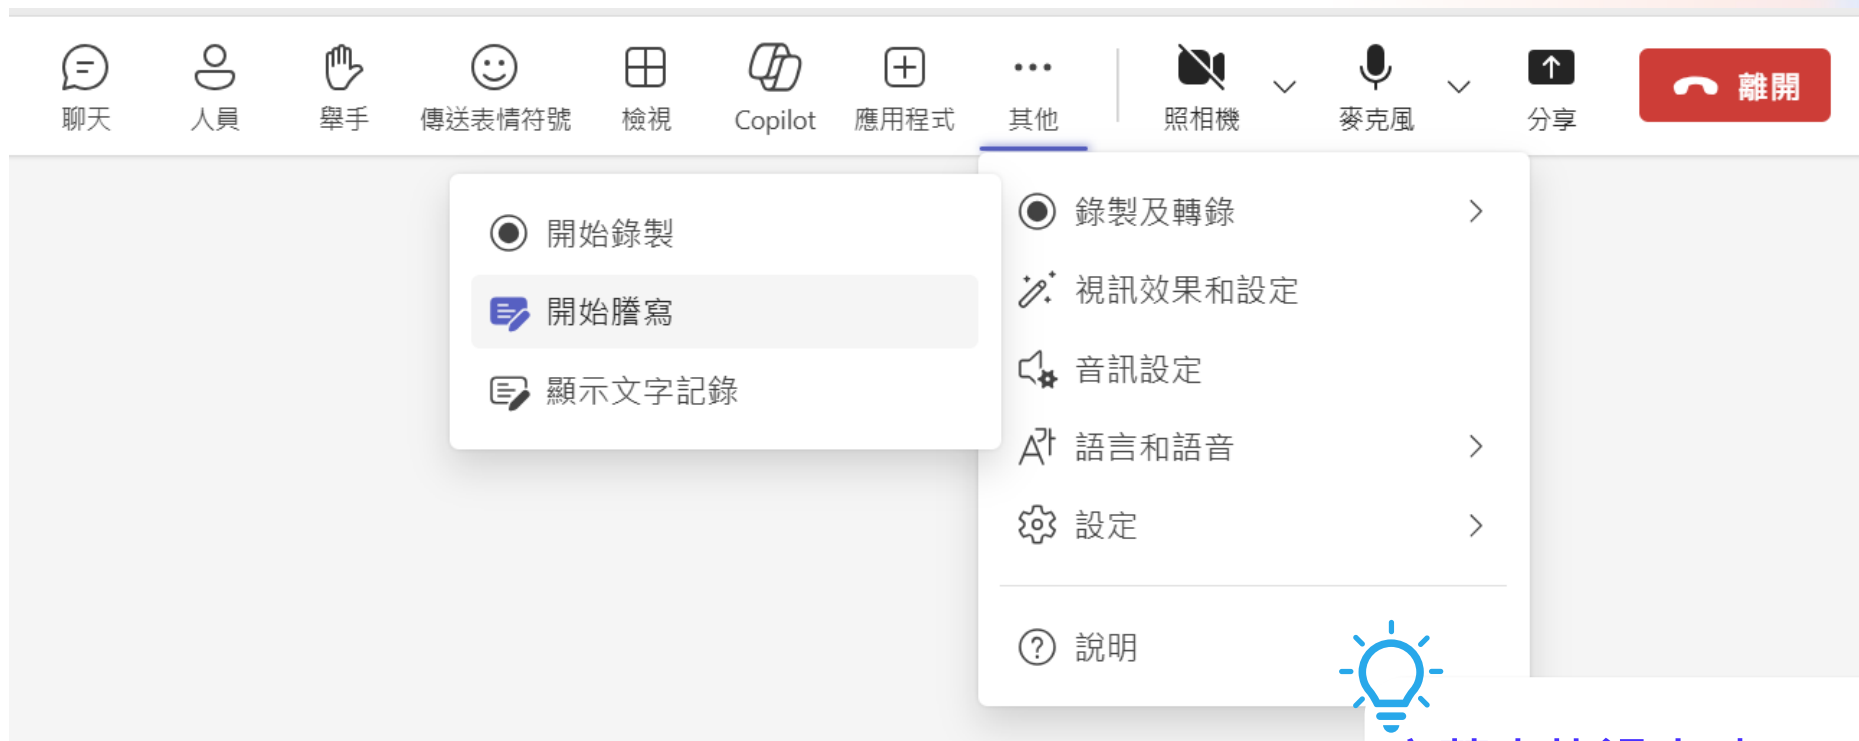 聊天
人員
舉手
傳送表情符號
檢視
Copilot
應用程式
其他
照相機
麥克風
分享
離開
開始錄製
開始謄寫
顯示文字記錄
錄製及轉錄
視訊效果和設定
音訊設定
語言和語音
設定
說明